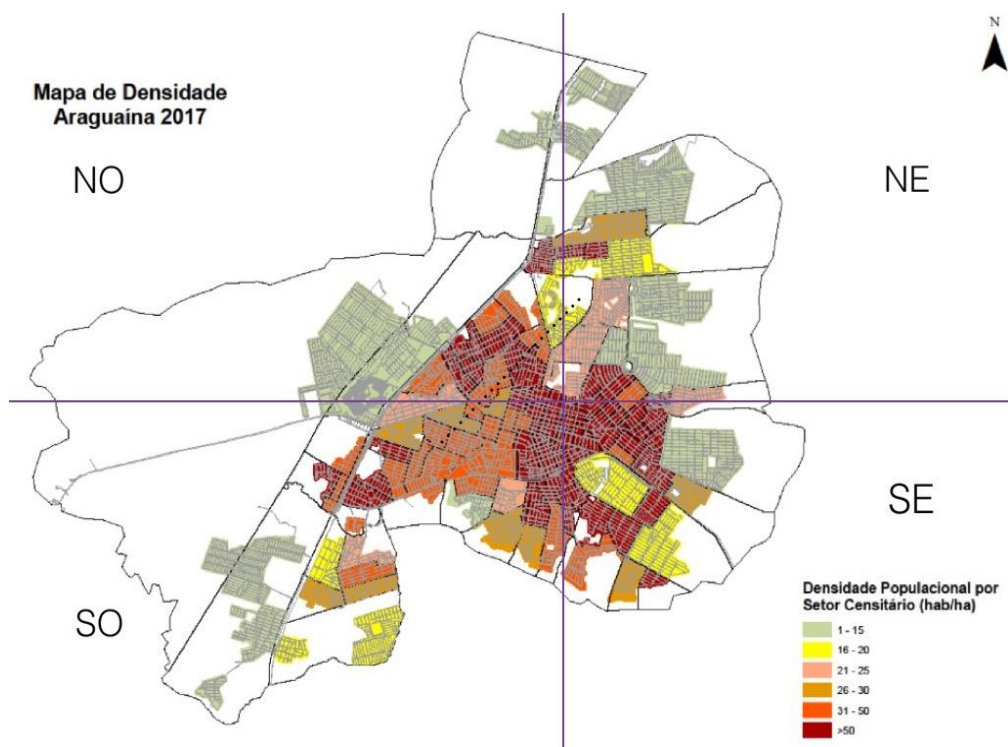 N
Mapa de Densidade
Araguaína 2017
NO
NE
SE
SO
Densidade Populacional por
Setor Censitário (hab/ha)
1 - 15
16 - 20
21 - 25
26 - 30
31 - 50
>50